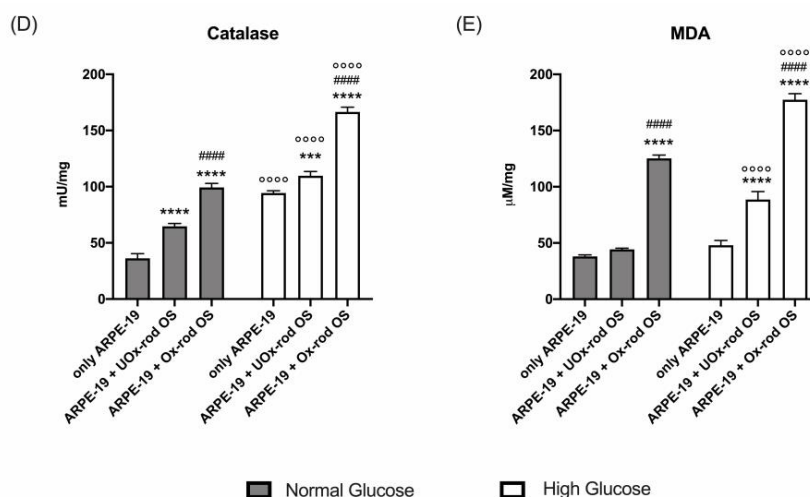 (D)
Catalase
mU/mg
200
150
100
50
0
****
####
****
°°°°
°°°°
***
°°°°
####
****
only ARPE-19
ARPE-19 + UOx-rod OS
ARPE-19 + Ox-rod OS
only ARPE-19
ARPE-19 + UOx-rod OS
ARPE-19 + Ox-rod OS
(E)
MDA
µM/mg
200
150
100
50
0
####
****
°°°°
****
°°°°
####
****
only ARPE-19
ARPE-19 + UOx-rod OS
ARPE-19 + Ox-rod OS
only ARPE-19
ARPE-19 + UOx-rod OS
ARPE-19 + Ox-rod OS
Normal Glucose
High Glucose